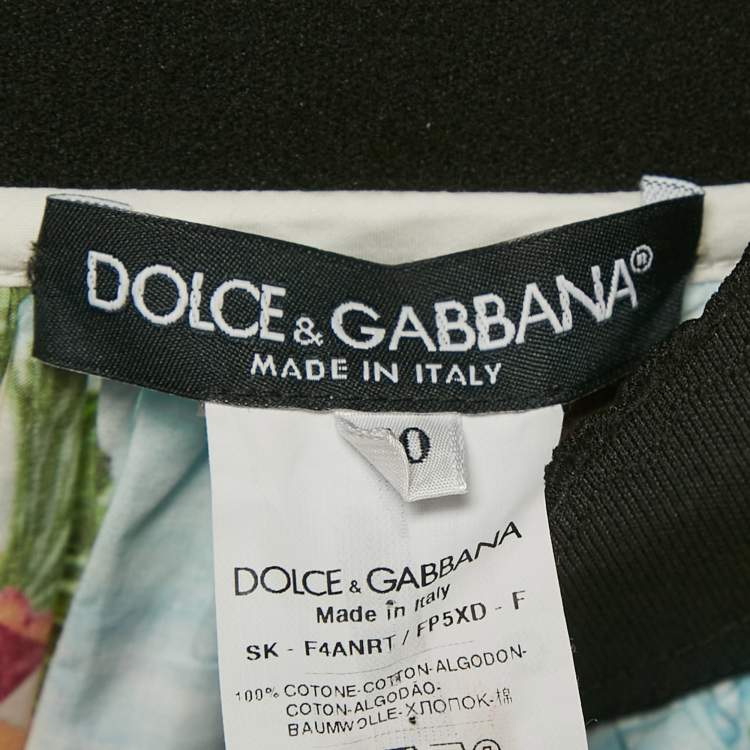 DOLCE & GABBANA®
MADE IN ITALY
0
DOLCE & GABBANA
Made in Italy
SK - F4ANRT / FP5XD - F
100% COTONE-COTTON-ALGODON-
COTON-ALGODÃO-
BAUMWOLLE-ХЛОПОК-棉